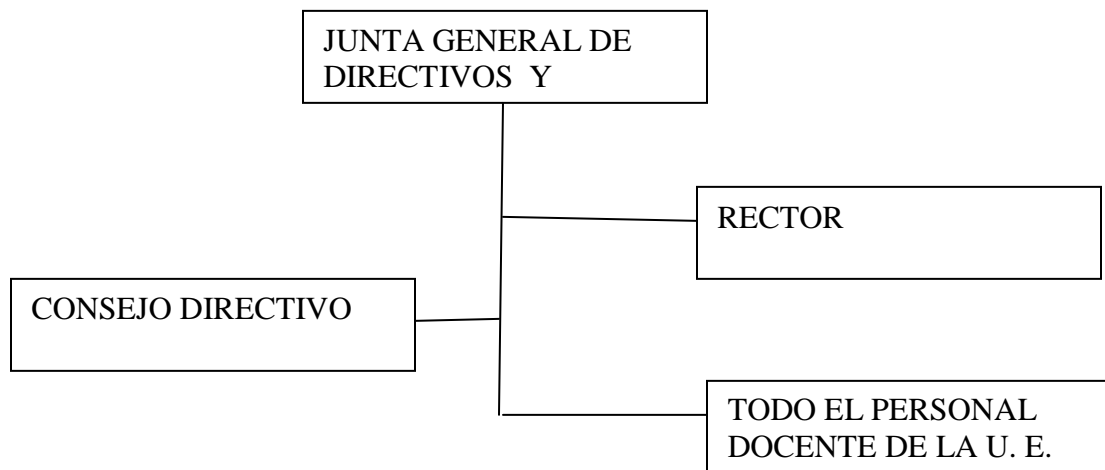 JUNTA GENERAL DE
DIRECTIVOS Y
RECTOR
CONSEJO DIRECTIVO
TODO EL PERSONAL
DOCENTE DE LA U. E.